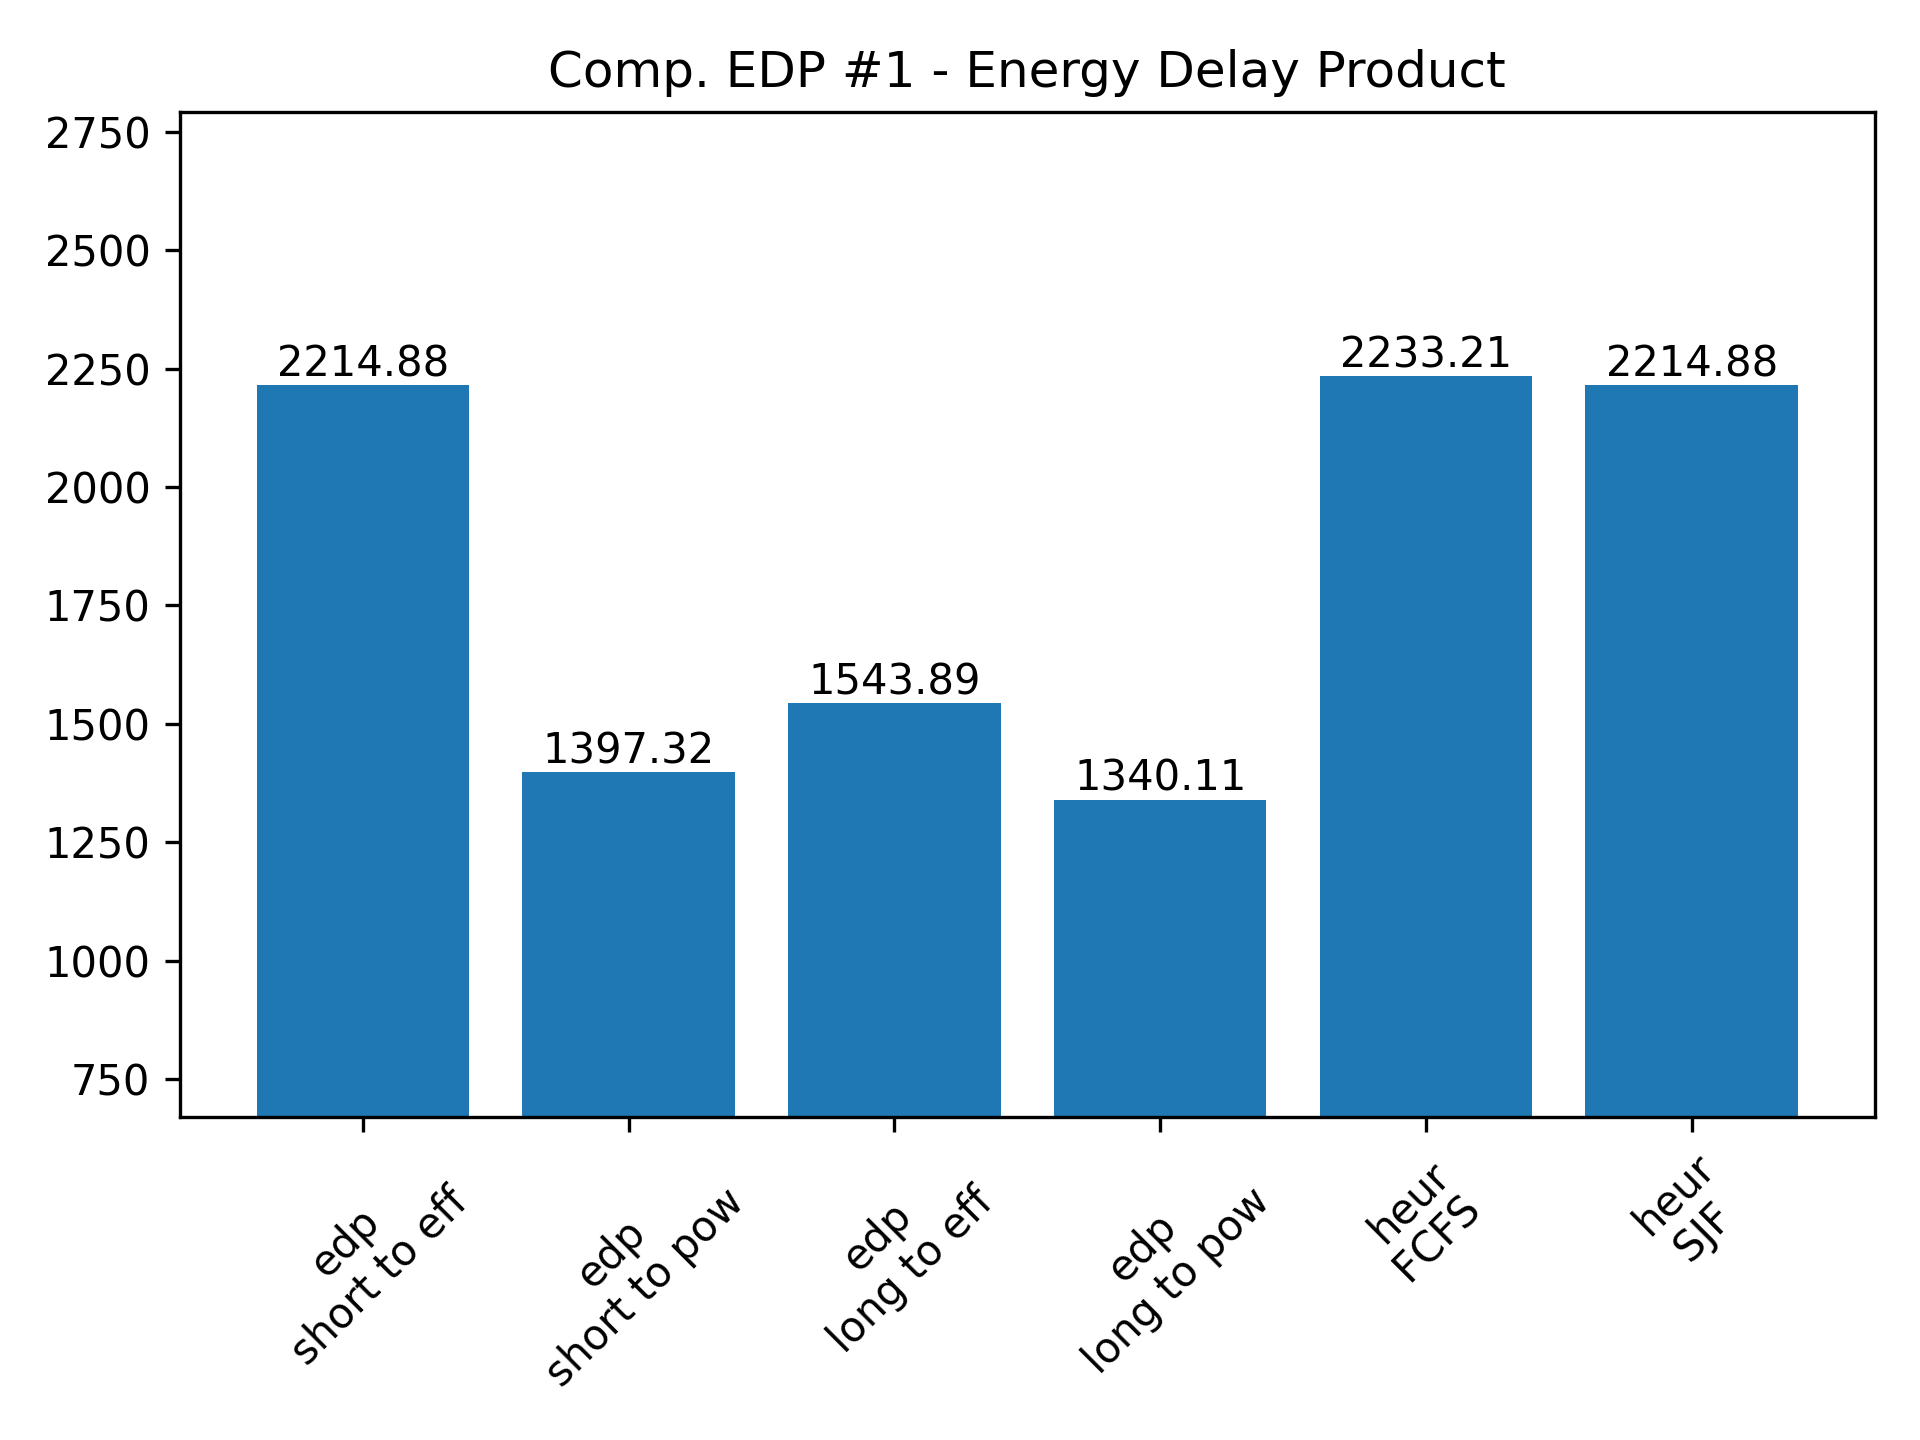 Comp. EDP #1 - Energy Delay Product
2750
2500
2250
2000
1750
1500
1250
1000
750
2214.88
1397.32
1543.89
1340.11
2233.21
2214.88
edp
short to eff
edp
short to pow
edp
long to eff
edp
long to pow
heur
FCFS
heur
SJF